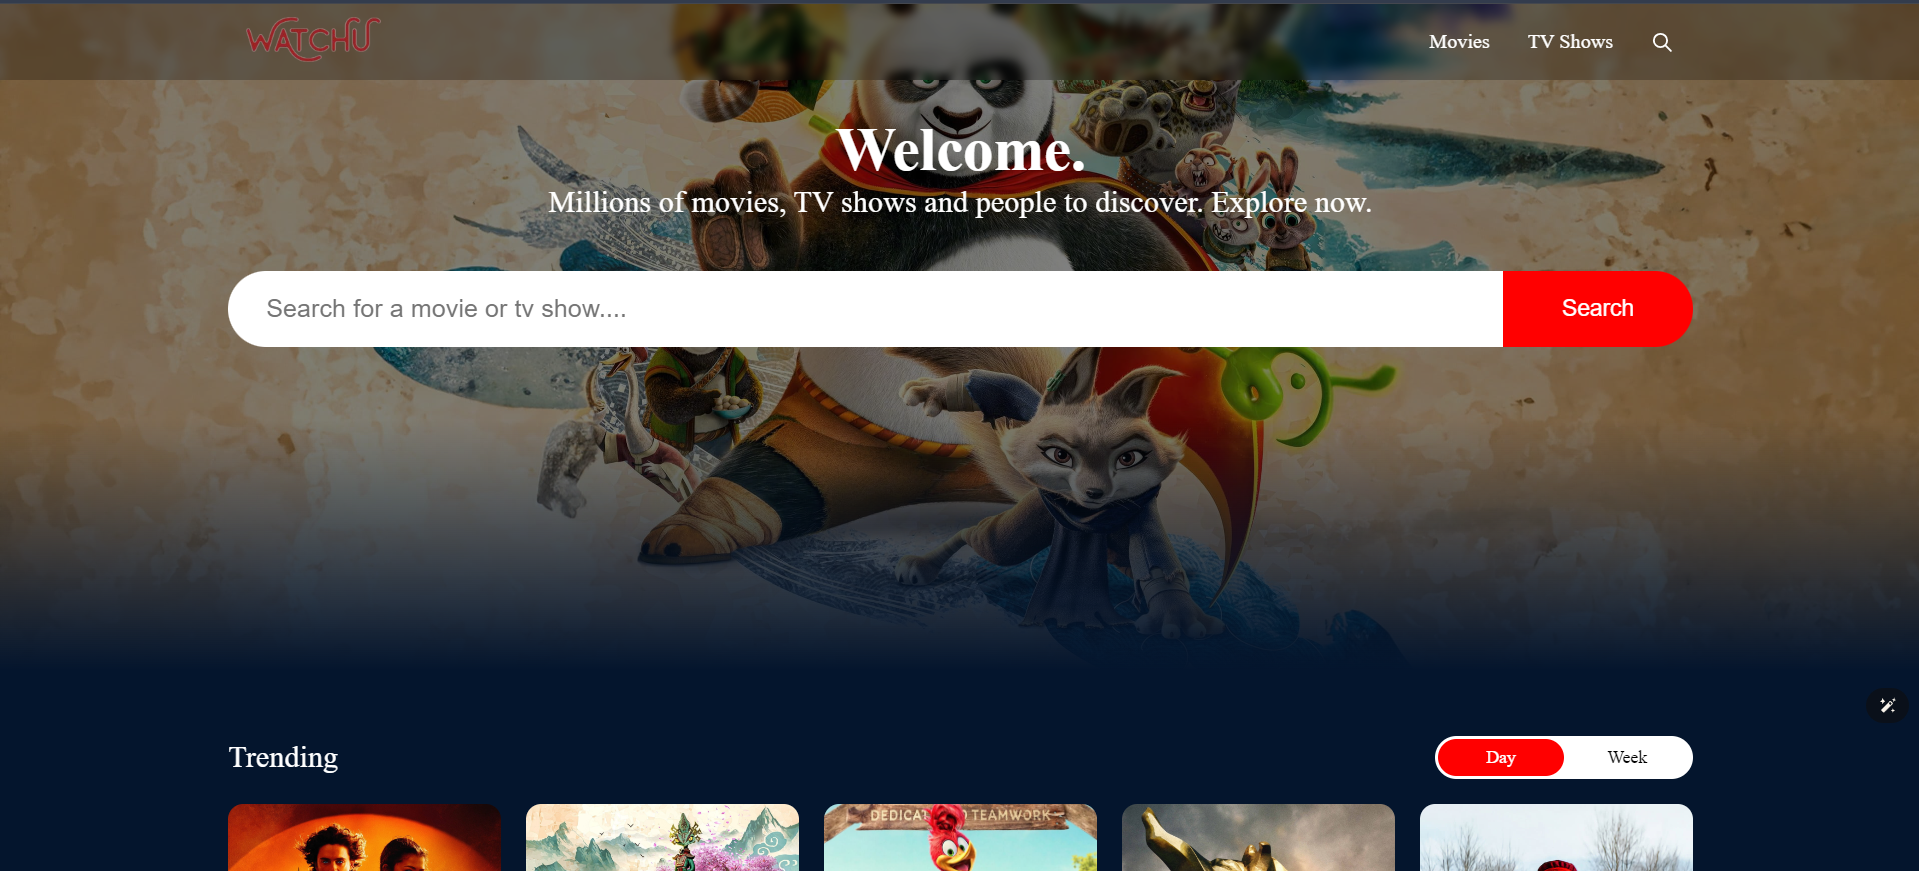 WATCHU
Movies
TV Shows
Welcome.
Millions of movies, TV shows and people to discover. Explore now.
Search for a movie or tv show....
Search
Trending
Day
Week
TEAMWORK